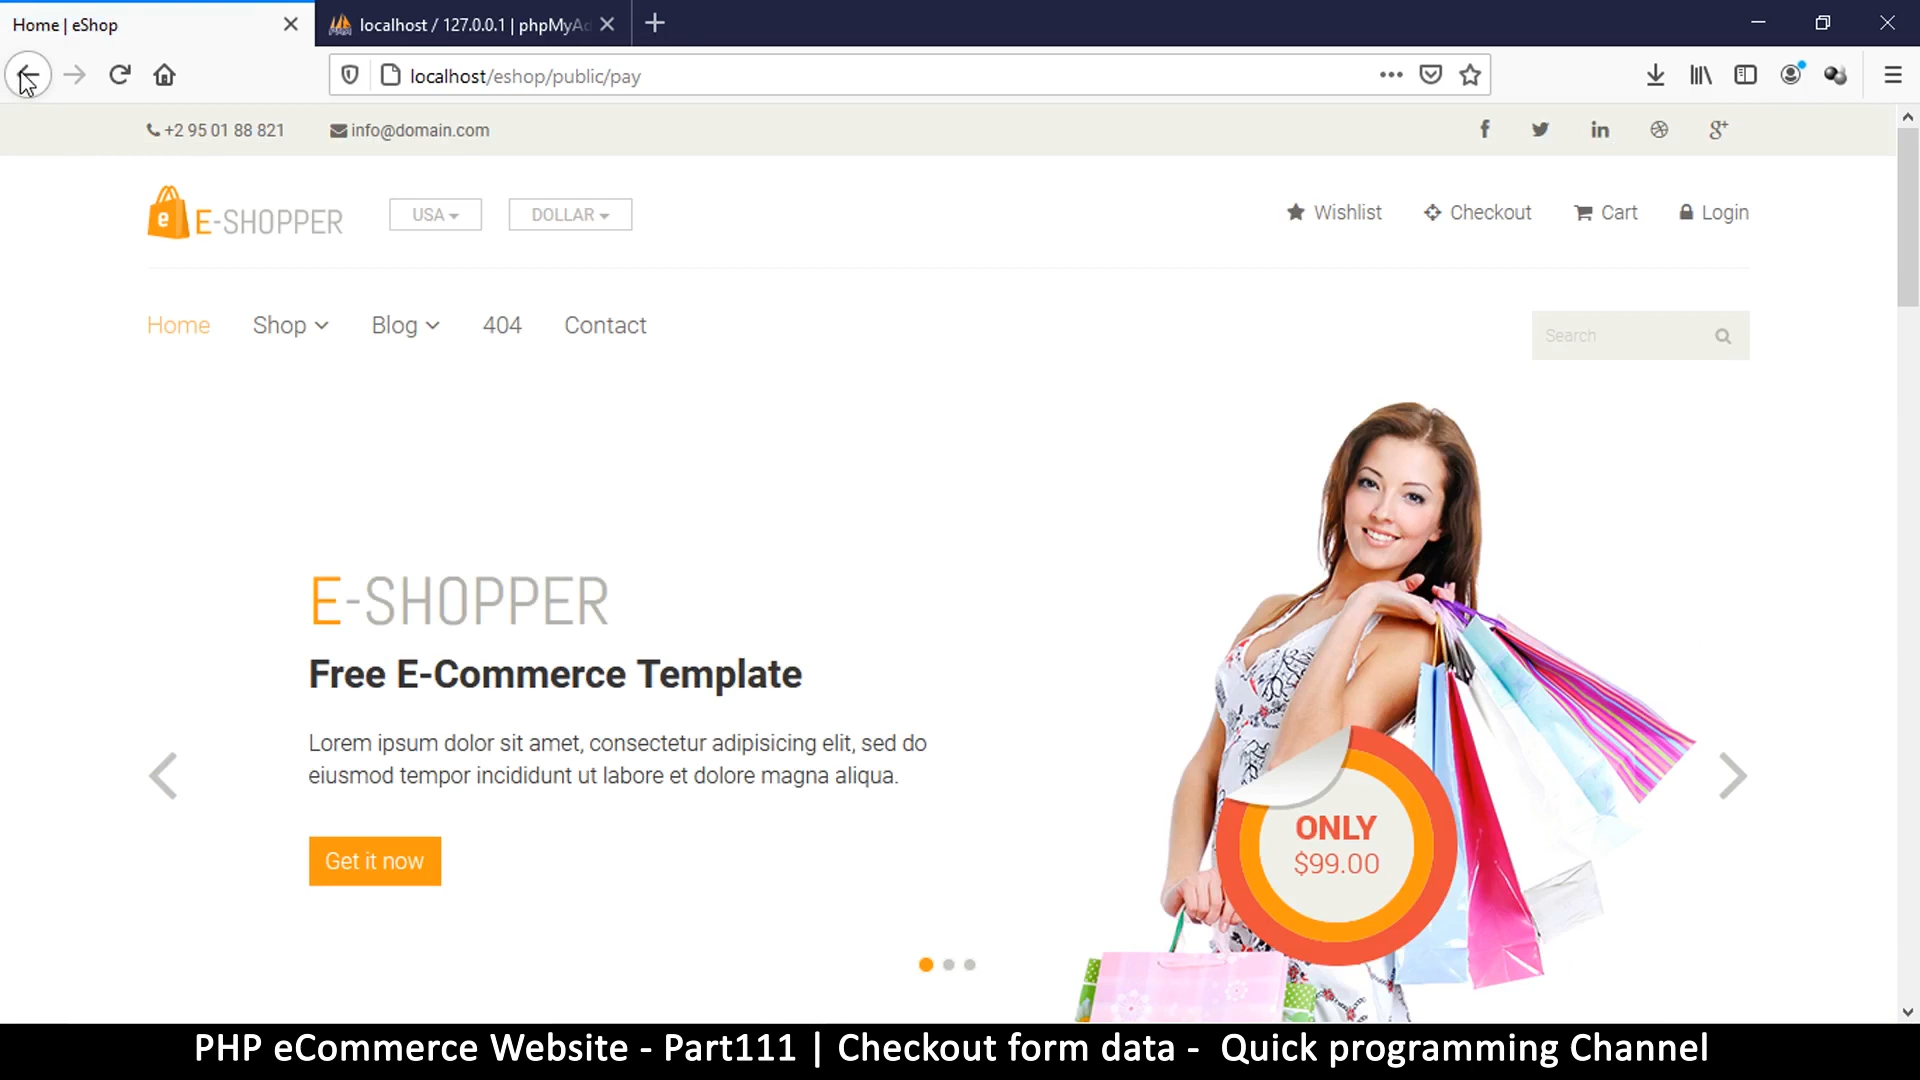 Home | eShop
localhost / 127.0.0.1 | phpMyAd
localhost/eshop/public/pay
+2 95 01 88 821
info@domain.com
E-SHOPPER
USA
DOLLAR
Wishlist
Checkout
Cart
Login
Home
Shop
Blog
404
Contact
Search
E-SHOPPER
Free E-Commerce Template
Lorem ipsum dolor sit amet, consectetur adipisicing elit, sed do
eiusmod tempor incididunt ut labore et dolore magna aliqua.
Get it now
ONLY
$99.00
PHP eCommerce Website - Part111 | Checkout form data - Quick programming Channel